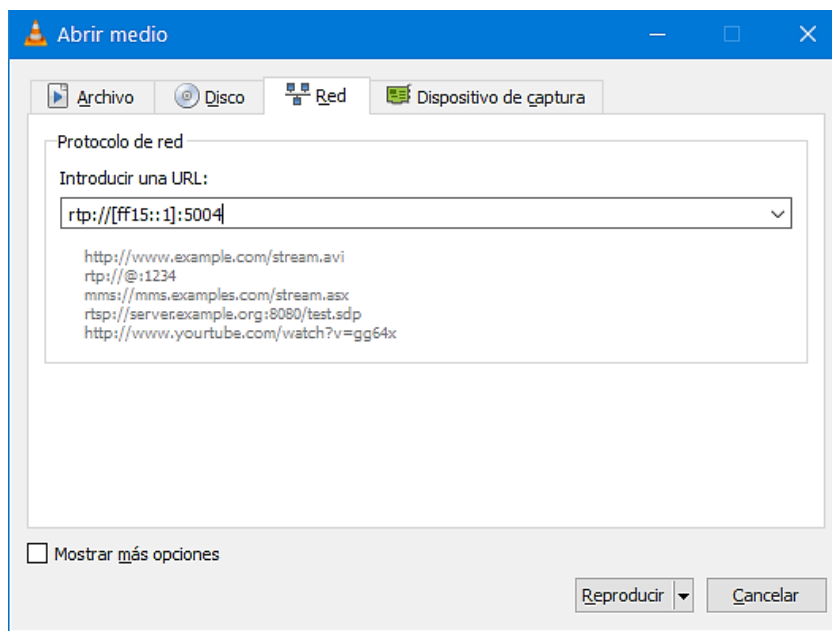 Abrir medio
Archivo Disco Red Dispositivo de captura
Protocolo de red
Introducir una URL:
rtp://[ff15::1]:5004
http://www.example.com/stream.avi
rtp://@:1234
mms://mms.examples.com/stream.asx
rtsp://server.example.org:8080/test.sdp
http://www.yourtube.com/watch?v=gg64x
Mostrar más opciones
Reproducir Cancelar